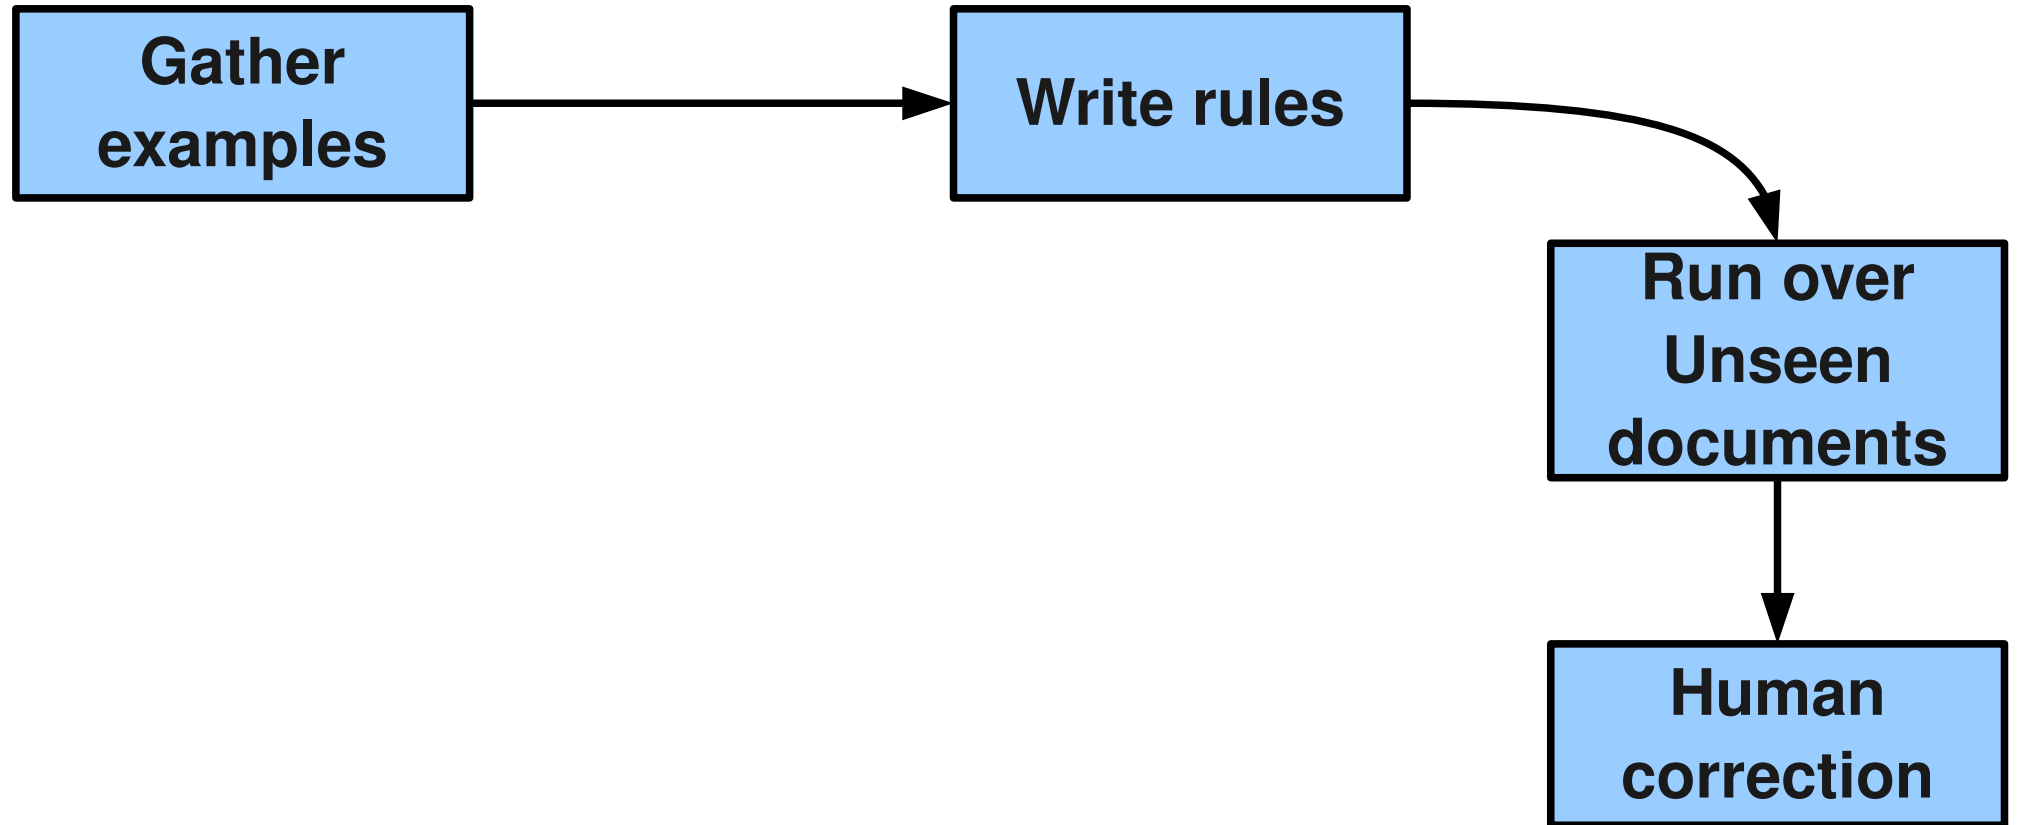 Gather
examples
Write rules
Run over
Unseen
documents
Human
correction